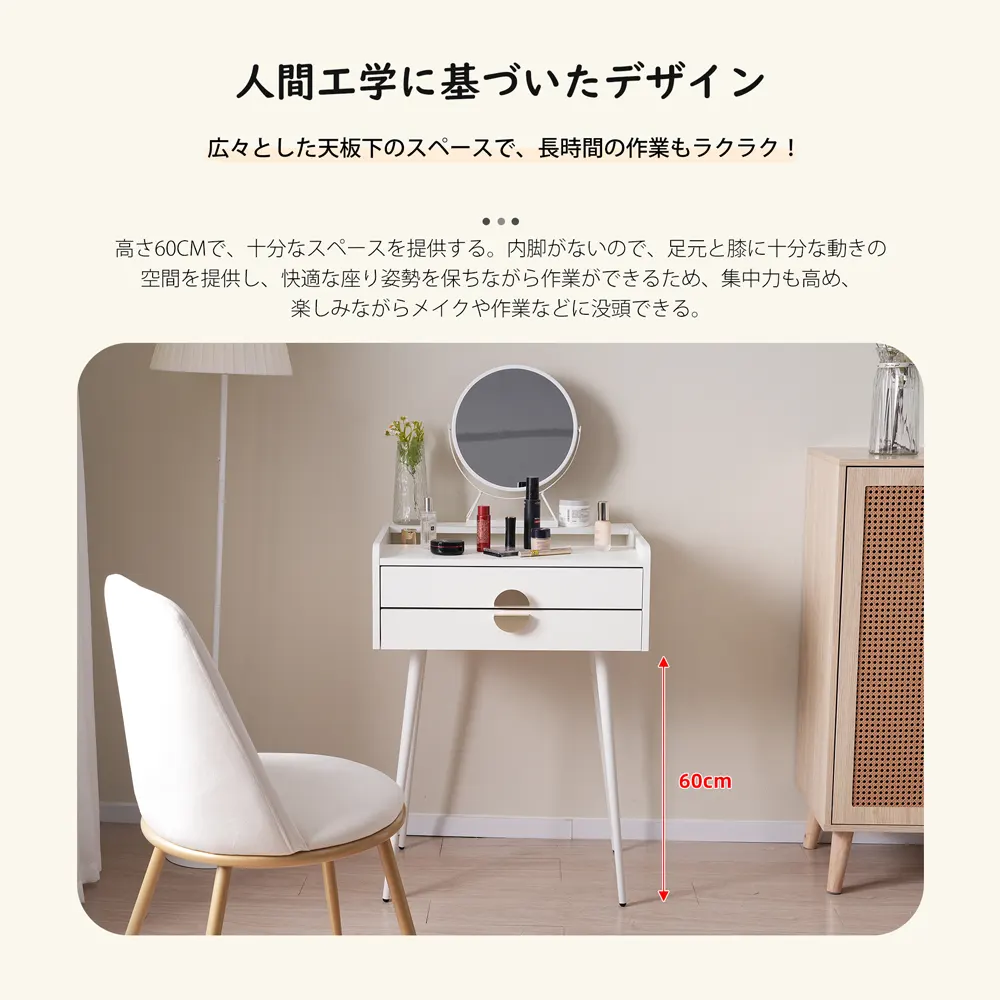 人間工学に基づいたデザイン
広々とした天板下のスペースで、長時間の作業もラクラク！
高さ60CMで、十分なスペースを提供する。内脚がないので、足元と膝に十分な動きの
空間を提供し、快適な座り姿勢を保ちながら作業ができるため、集中力も高め、
楽しみながらメイクや作業などに没頭できる。
60cm